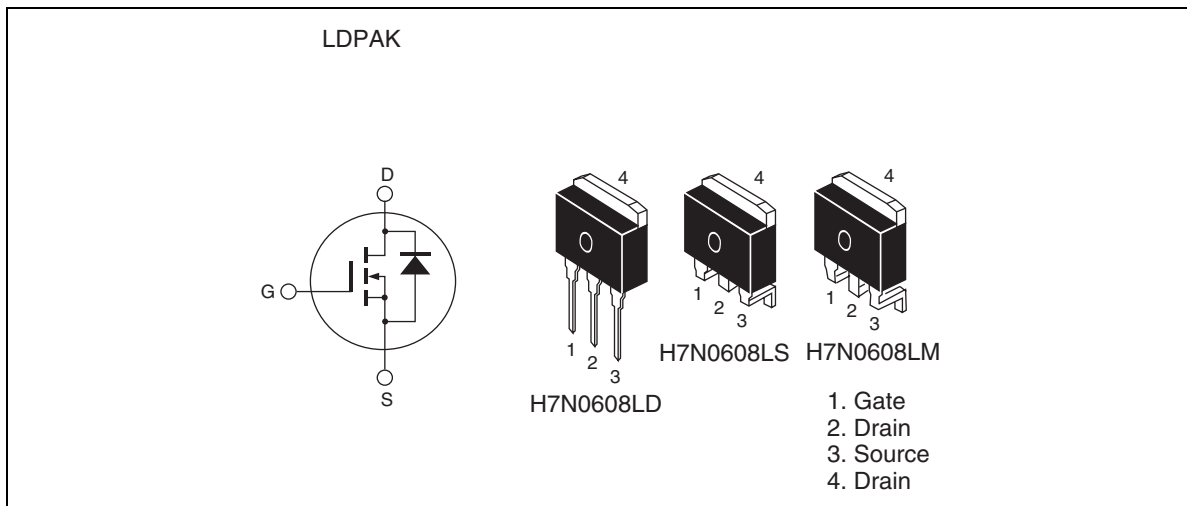 LDPAK
D
G
S
4
1
2
3
H7N0608LD
4
1
2
3
H7N0608LS
4
1
2
3
H7N0608LM
1. Gate
2. Drain
3. Source
4. Drain